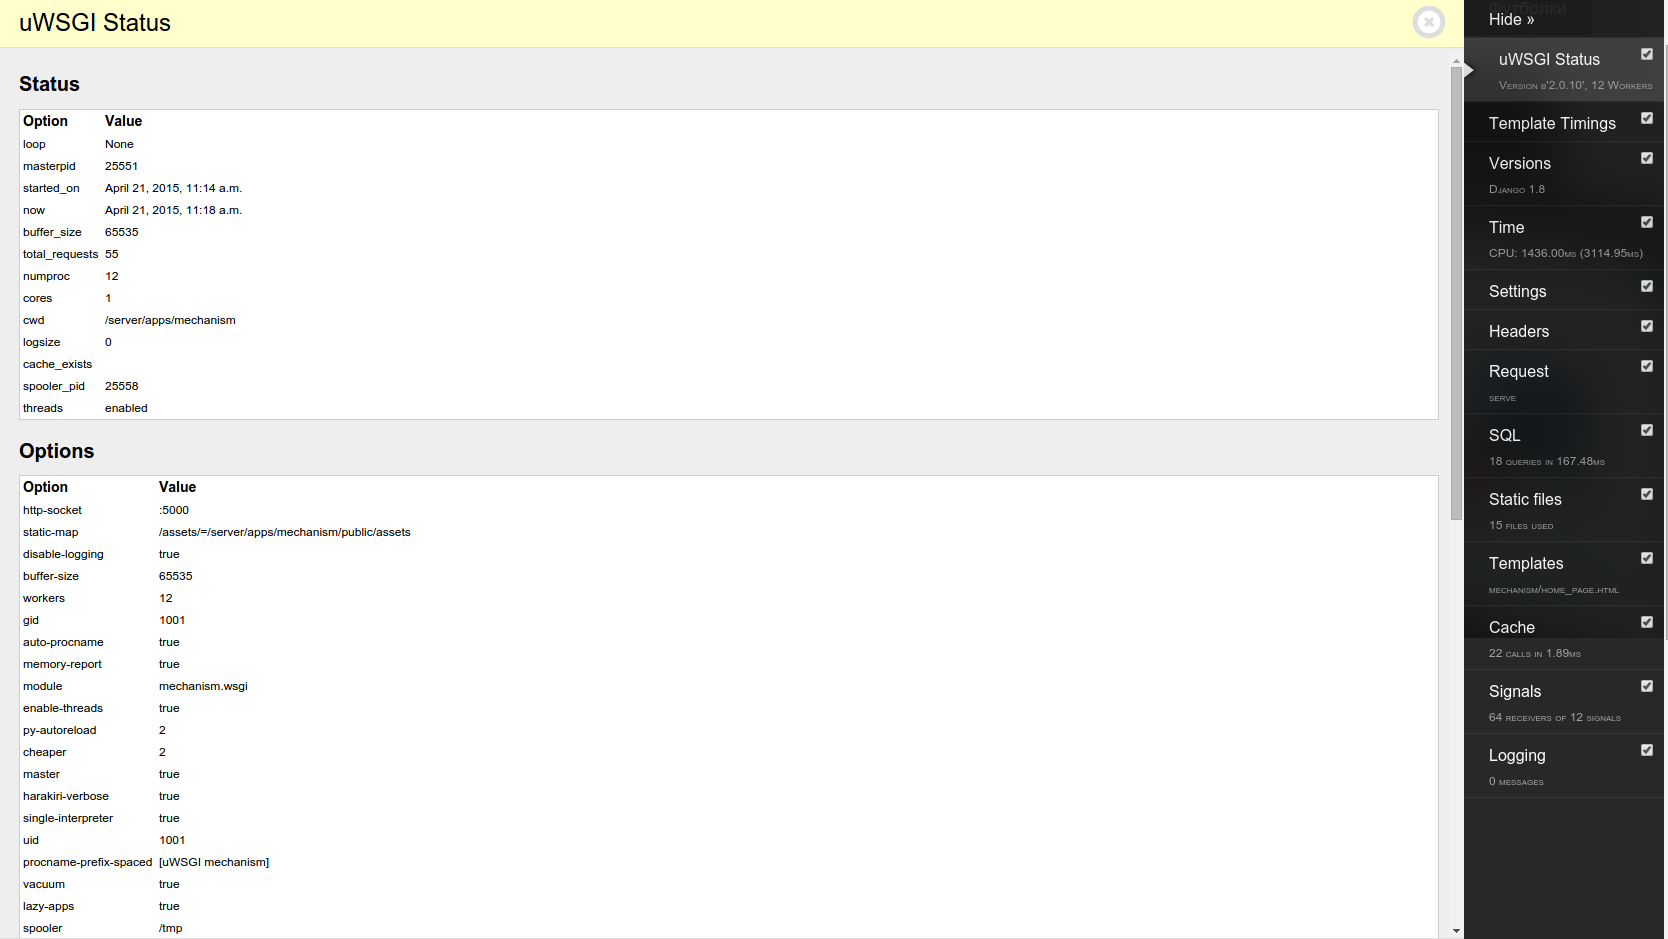 uWSGI Status
Status
Option Value
loop None
masterpid 25551
started_on April 21, 2015, 11:14 a.m.
now April 21, 2015, 11:18 a.m.
buffer_size 65535
total_requests 55
numproc 12
cores 1
cwd /server/apps/mechanism
logsize 0
cache_exists
spooler_pid 25558
threads enabled
Options
Option Value
http-socket :5000
static-map /assets/=/server/apps/mechanism/public/assets
disable-logging true
buffer-size 65535
workers 12
gid 1001
auto-procname true
memory-report true
module mechanism.wsgi
enable-threads true
py-autoreload 2
cheaper 2
master true
harakiri-verbose true
single-interpreter true
uid 1001
procname-prefix-spaced [uWSGI mechanism]
vacuum true
lazy-apps true
spooler /tmp
Футболки
Hide »
uWSGI Status
Version b'2.0.10', 12 Workers
Template Timings
Versions
Django 1.8
Time
CPU: 1436.00ms (3114.95ms)
Settings
Headers
Request
serve
SQL
18 queries in 167.48ms
Static files
15 files used
Templates
mechanism/home_page.html
Cache
22 calls in 1.89ms
Signals
64 receivers of 12 signals
Logging
0 messages